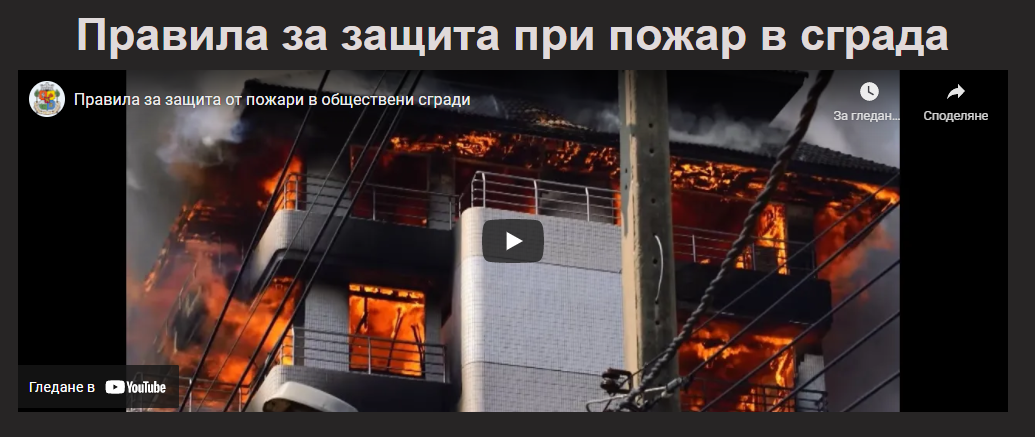 Правила за защита при пожар в сграда
Правила за защита от пожари в обществени сгради
За гледан...
Споделяне
Гледане в YouTube